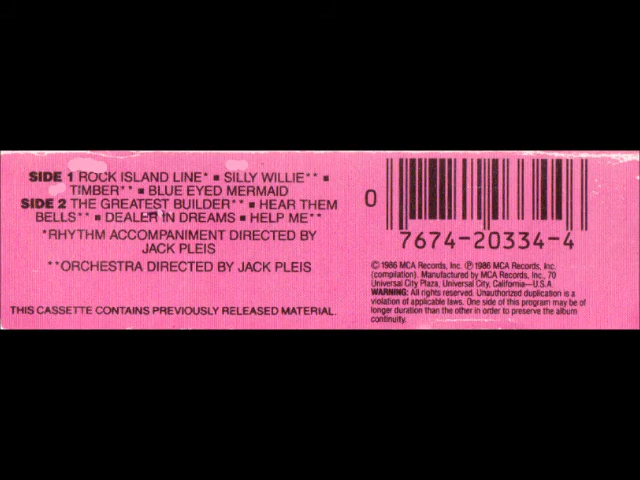 SIDE 1 ROCK ISLAND LINE* ■ SILLY WILLIE** ■
TIMBER** ■ BLUE EYED MERMAID
SIDE 2 THE GREATEST BUILDER** ■ HEAR THEM
BELLS** ■ DEALER IN DREAMS ■ HELP ME**
*RHYTHM ACCOMPANIMENT DIRECTED BY
JACK PLEIS
**ORCHESTRA DIRECTED BY JACK PLEIS
THIS CASSETTE CONTAINS PREVIOUSLY RELEASED MATERIAL.
0
7674-20334-4
© 1986 MCA Records, Inc. ℗ 1986 MCA Records, Inc.
(compilation). Manufactured by MCA Records, Inc., 70
Universal City Plaza, Universal City, California—U.S.A.
WARNING: All rights reserved. Unauthorized duplication is a
violation of applicable laws. One side of this program may be of
longer duration than the other in order to preserve the album
continuity.